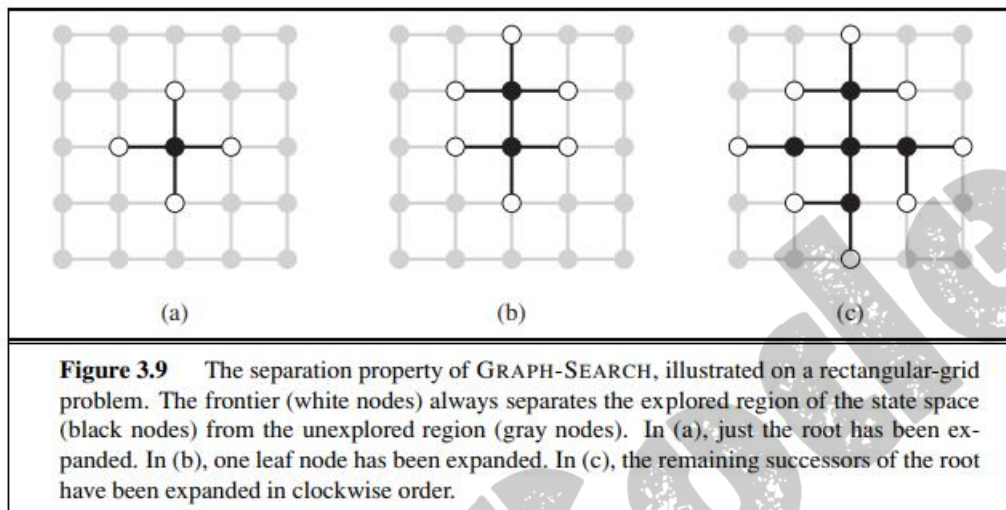 (a) (b) (c)
Figure 3.9 The separation property of GRAPH-SEARCH, illustrated on a rectangular-grid
problem. The frontier (white nodes) always separates the explored region of the state space
(black nodes) from the unexplored region (gray nodes). In (a), just the root has been ex-
panded. In (b), one leaf node has been expanded. In (c), the remaining successors of the root
have been expanded in clockwise order.